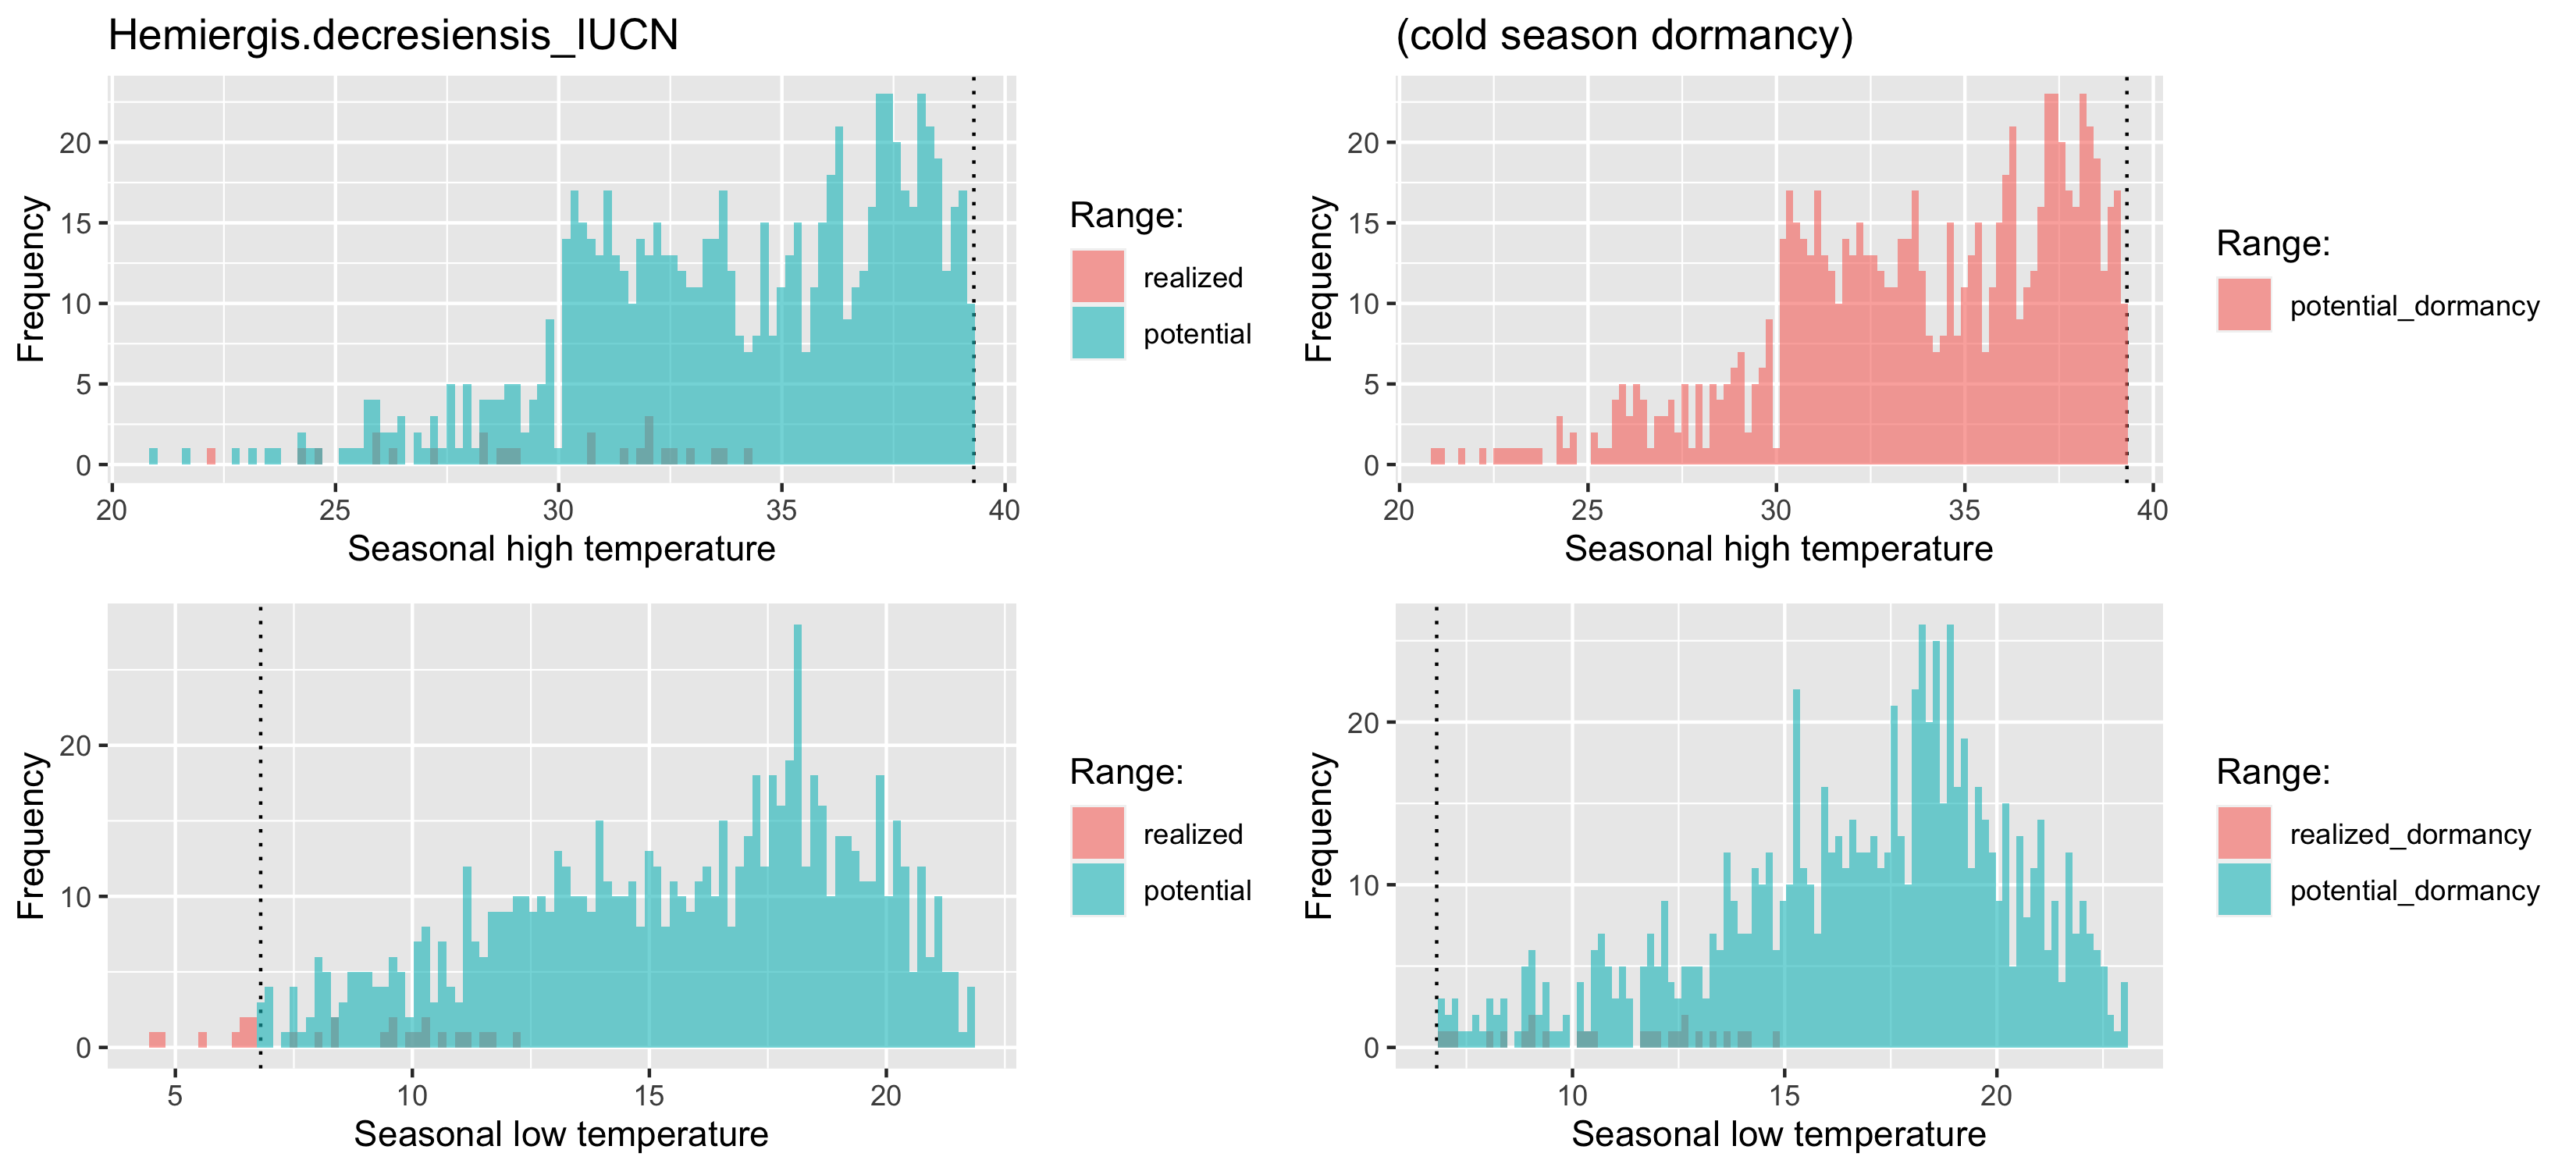 Hemiergis.decresiensis_IUCN
Frequency
20
15
10
5
0
20 25 30 35 40
Seasonal high temperature
Range:
realized
potential
(cold season dormancy)
Frequency
20
15
10
5
0
20 25 30 35 40
Seasonal high temperature
Range:
potential_dormancy
Frequency
20
10
0
5 10 15 20
Seasonal low temperature
Range:
realized
potential
Frequency
20
10
0
10 15 20
Seasonal low temperature
Range:
realized_dormancy
potential_dormancy